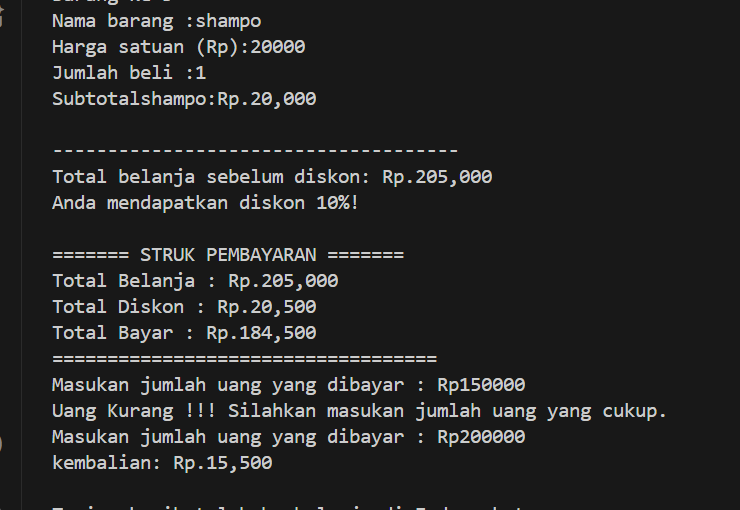 Nama barang :shampo
Harga satuan (Rp):20000
Jumlah beli :1
Subtotalshampo:Rp.20,000
-------------------------------------
Total belanja sebelum diskon: Rp.205,000
Anda mendapatkan diskon 10%!
======= STRUK PEMBAYARAN =======
Total Belanja : Rp.205,000
Total Diskon : Rp.20,500
Total Bayar : Rp.184,500
===================================
Masukan jumlah uang yang dibayar : Rp150000
Uang Kurang !!! Silahkan masukan jumlah uang yang cukup.
Masukan jumlah uang yang dibayar : Rp200000
kembalian: Rp.15,500